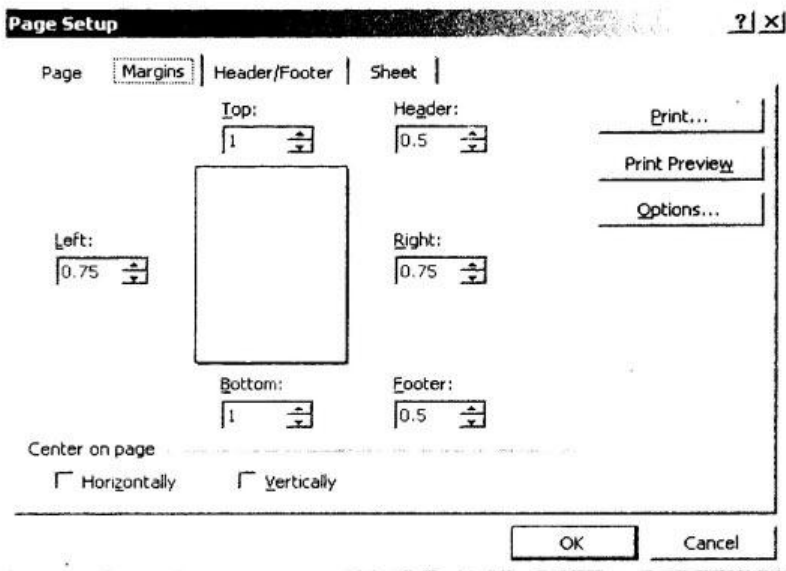 Page Setup
Page Margins Header/Footer Sheet
Top: Header:
1 0.5
Print...
Print Preview
Options...
Left: Right:
0.75 0.75
Bottom: Footer:
1 0.5
Center on page
Horizontally Vertically
OK Cancel